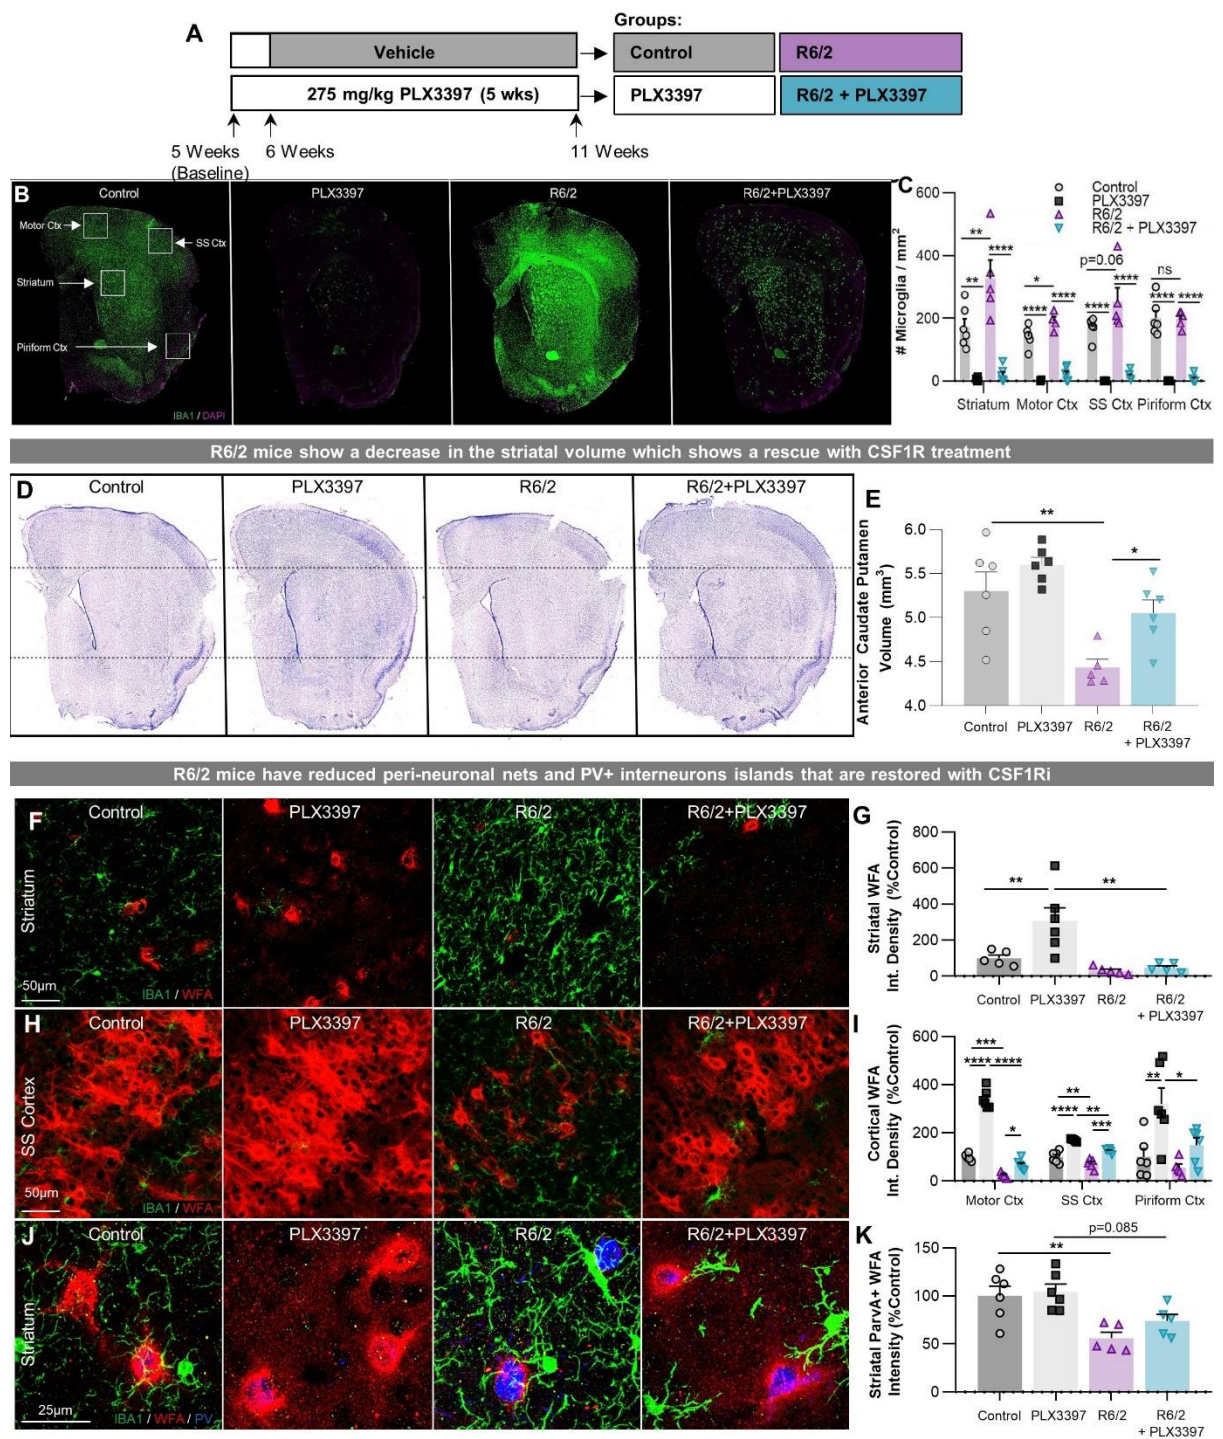 Groups:
A
Vehicle
Control
R6/2
275 mg/kg PLX3397 (5 wks)
PLX3397
R6/2 + PLX3397
5 Weeks
(Baseline)
6 Weeks
11 Weeks
B
Control
PLX3397
R6/2
R6/2+PLX3397
Motor Ctx
SS Ctx
Striatum
Piriform Ctx
IBA1 / DAPI
C
Control
PLX3397
R6/2
R6/2 + PLX3397
# Microglia / mm²
600
400
200
0
**
**
****
*
****
****
p=0.06
****
****
ns
****
****
Striatum
Motor Ctx
SS Ctx
Piriform Ctx
R6/2 mice show a decrease in the striatal volume which shows a rescue with CSF1R treatment
D
Control
PLX3397
R6/2
R6/2+PLX3397
E
Anterior Caudate Putamen
Volume (mm³)
6.0
5.5
5.0
4.5
4.0
**
*
Control
PLX3397
R6/2
R6/2
+ PLX3397
R6/2 mice have reduced peri-neuronal nets and PV+ interneurons islands that are restored with CSF1Ri
F
Control
PLX3397
R6/2
R6/2+PLX3397
Striatum
50µm
IBA1 / WFA
G
Striatal WFA
Int. Density (%Control)
800
600
400
200
0
**
**
Control
PLX3397
R6/2
R6/2
+ PLX3397
H
Control
PLX3397
R6/2
R6/2+PLX3397
SS Cortex
50µm
IBA1 / WFA
I
Cortical WFA
Int. Density (%Control)
600
400
200
0
***
****
****
*
**
****
**
***
**
*
Motor Ctx
SS Ctx
Piriform Ctx
J
Control
PLX3397
R6/2
R6/2+PLX3397
Striatum
25µm
IBA1 / WFA / PV
K
Striatal ParvA+ WFA
Intensity (%Control)
150
100
50
0
p=0.085
**
Control
PLX3397
R6/2
R6/2
+ PLX3397